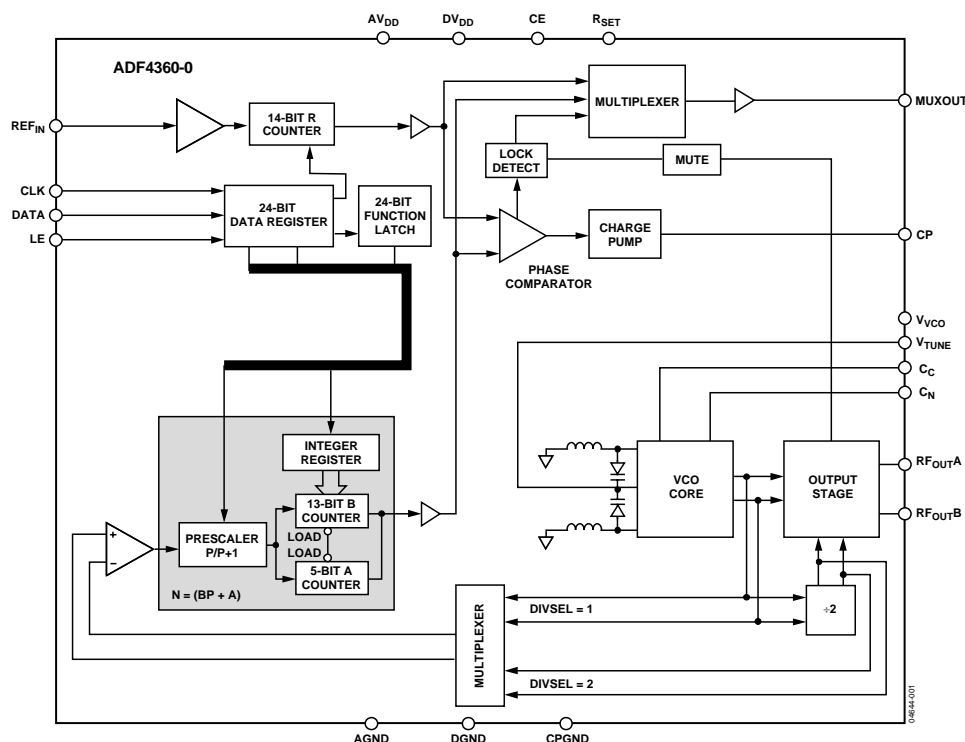 AVDD
DVDD
CE
RSET
ADF4360-0
MULTIPLEXER
MUXOUT
REFIN
14-BIT R
COUNTER
LOCK
DETECT
MUTE
CLK
DATA
LE
24-BIT
DATA REGISTER
24-BIT
FUNCTION
LATCH
CHARGE
PUMP
CP
PHASE
COMPARATOR
VVCO
VTUNE
CC
CN
INTEGER
REGISTER
RFOUTA
VCO
CORE
OUTPUT
STAGE
13-BIT B
COUNTER
RFOUTB
PRESCALER
P/P+1
LOAD
LOAD
+
−
5-BIT A
COUNTER
N = (BP + A)
MULTIPLEXER
DIVSEL = 1
÷2
DIVSEL = 2
04644-001
AGND
DGND
CPGND